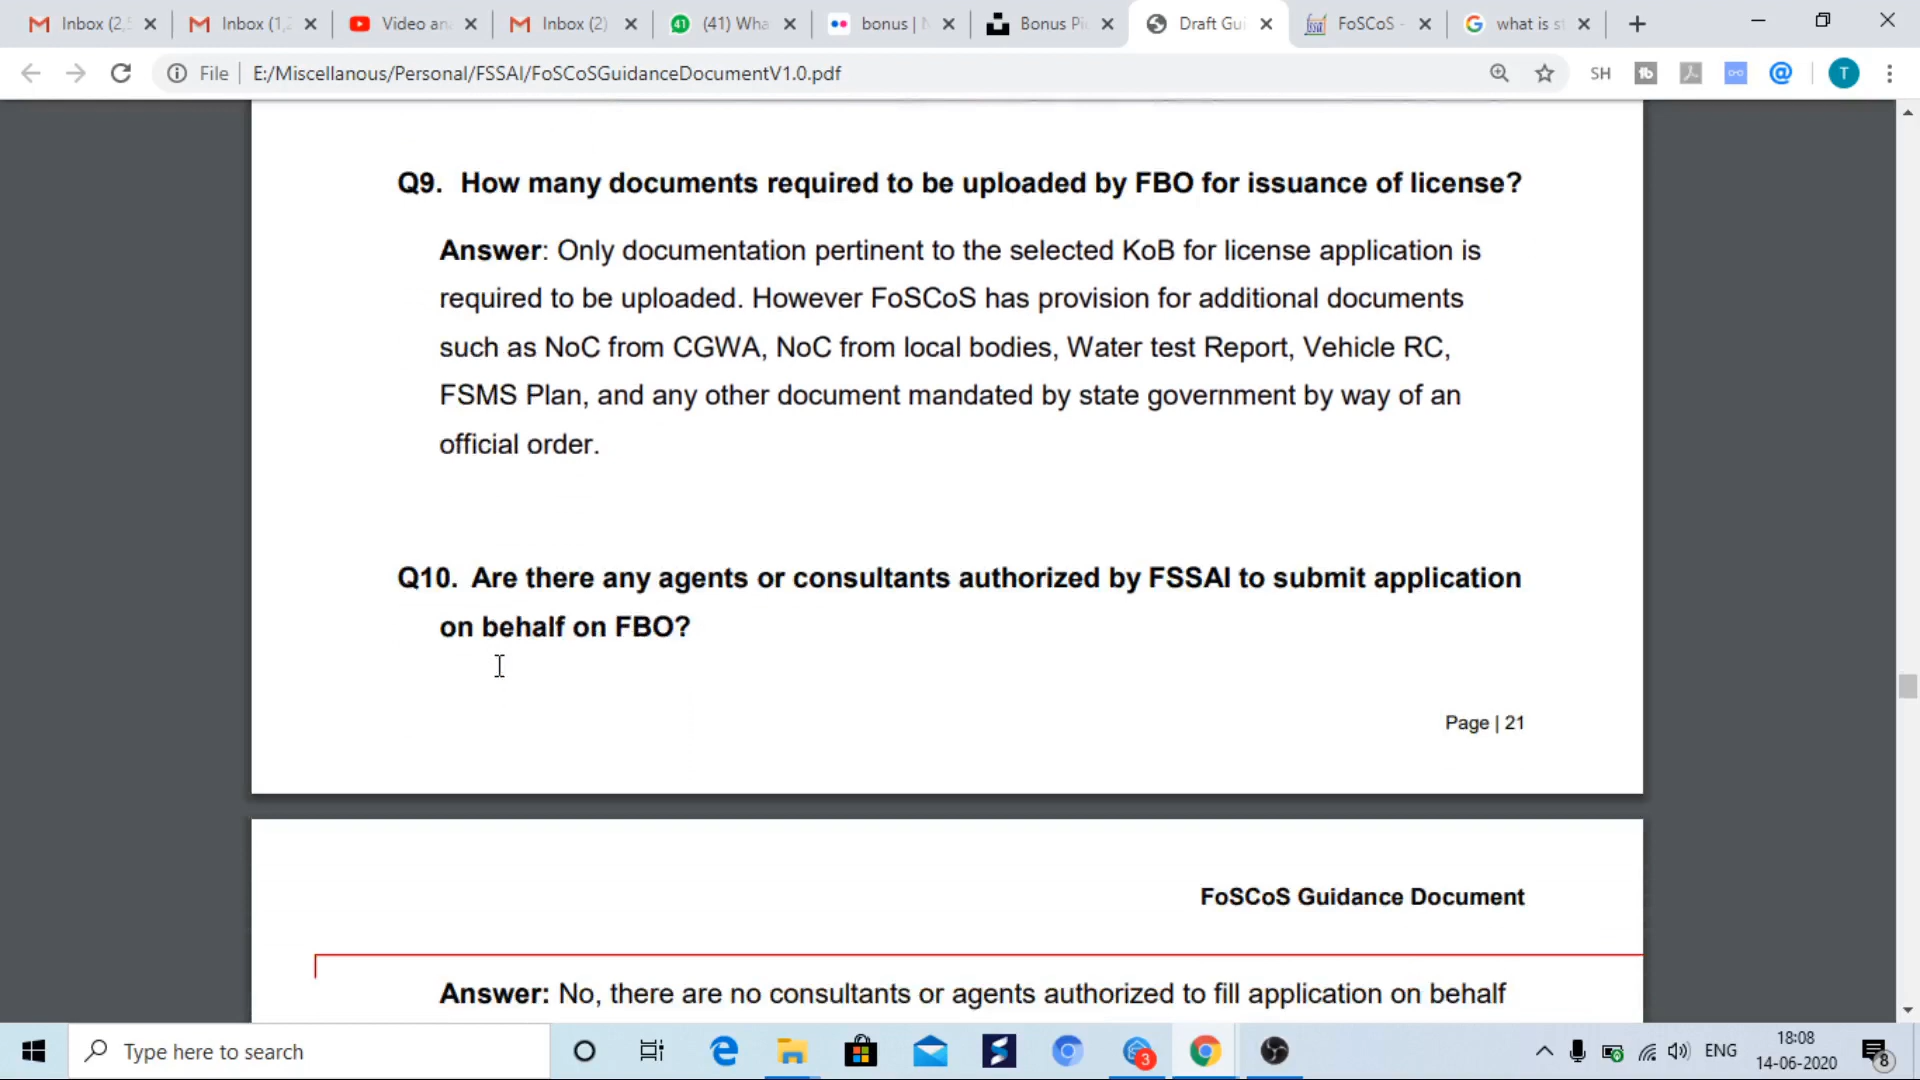 Inbox (2,5
Inbox (1,2
Video an
Inbox (2)
(41) Wha
bonus | N
Bonus Pi
Draft Gui
FoSCoS -
what is st
File
E:/Miscellanous/Personal/FSSAI/FoSCoSGuidanceDocumentV1.0.pdf
SH
T
Q9. How many documents required to be uploaded by FBO for issuance of license?
Answer: Only documentation pertinent to the selected KoB for license application is
required to be uploaded. However FoSCoS has provision for additional documents
such as NoC from CGWA, NoC from local bodies, Water test Report, Vehicle RC,
FSMS Plan, and any other document mandated by state government by way of an
official order.
Q10. Are there any agents or consultants authorized by FSSAI to submit application
on behalf on FBO?
Page | 21
FoSCoS Guidance Document
Answer: No, there are no consultants or agents authorized to fill application on behalf
Type here to search
3
ENG
18:08
14-06-2020
8